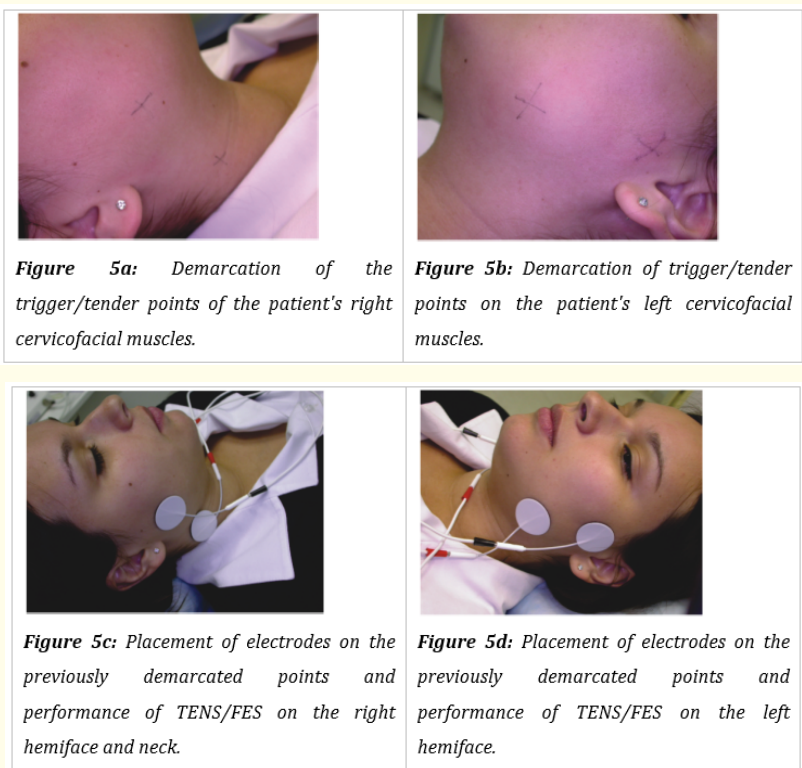 Figure 5a: Demarcation of the
trigger/tender points of the patient's right
cervicofacial muscles.
Figure 5b: Demarcation of trigger/tender
points on the patient's left cervicofacial
muscles.
Figure 5c: Placement of electrodes on the
previously demarcated points and
performance of TENS/FES on the right
hemiface and neck.
Figure 5d: Placement of electrodes on the
previously demarcated points and
performance of TENS/FES on the left
hemiface.